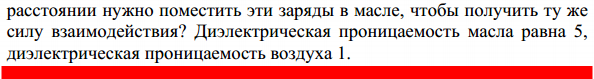 расстоянии нужно поместить эти заряды в масле, чтобы получить ту же
силу взаимодействия? Диэлектрическая проницаемость масла равна 5,
диэлектрическая проницаемость воздуха 1.